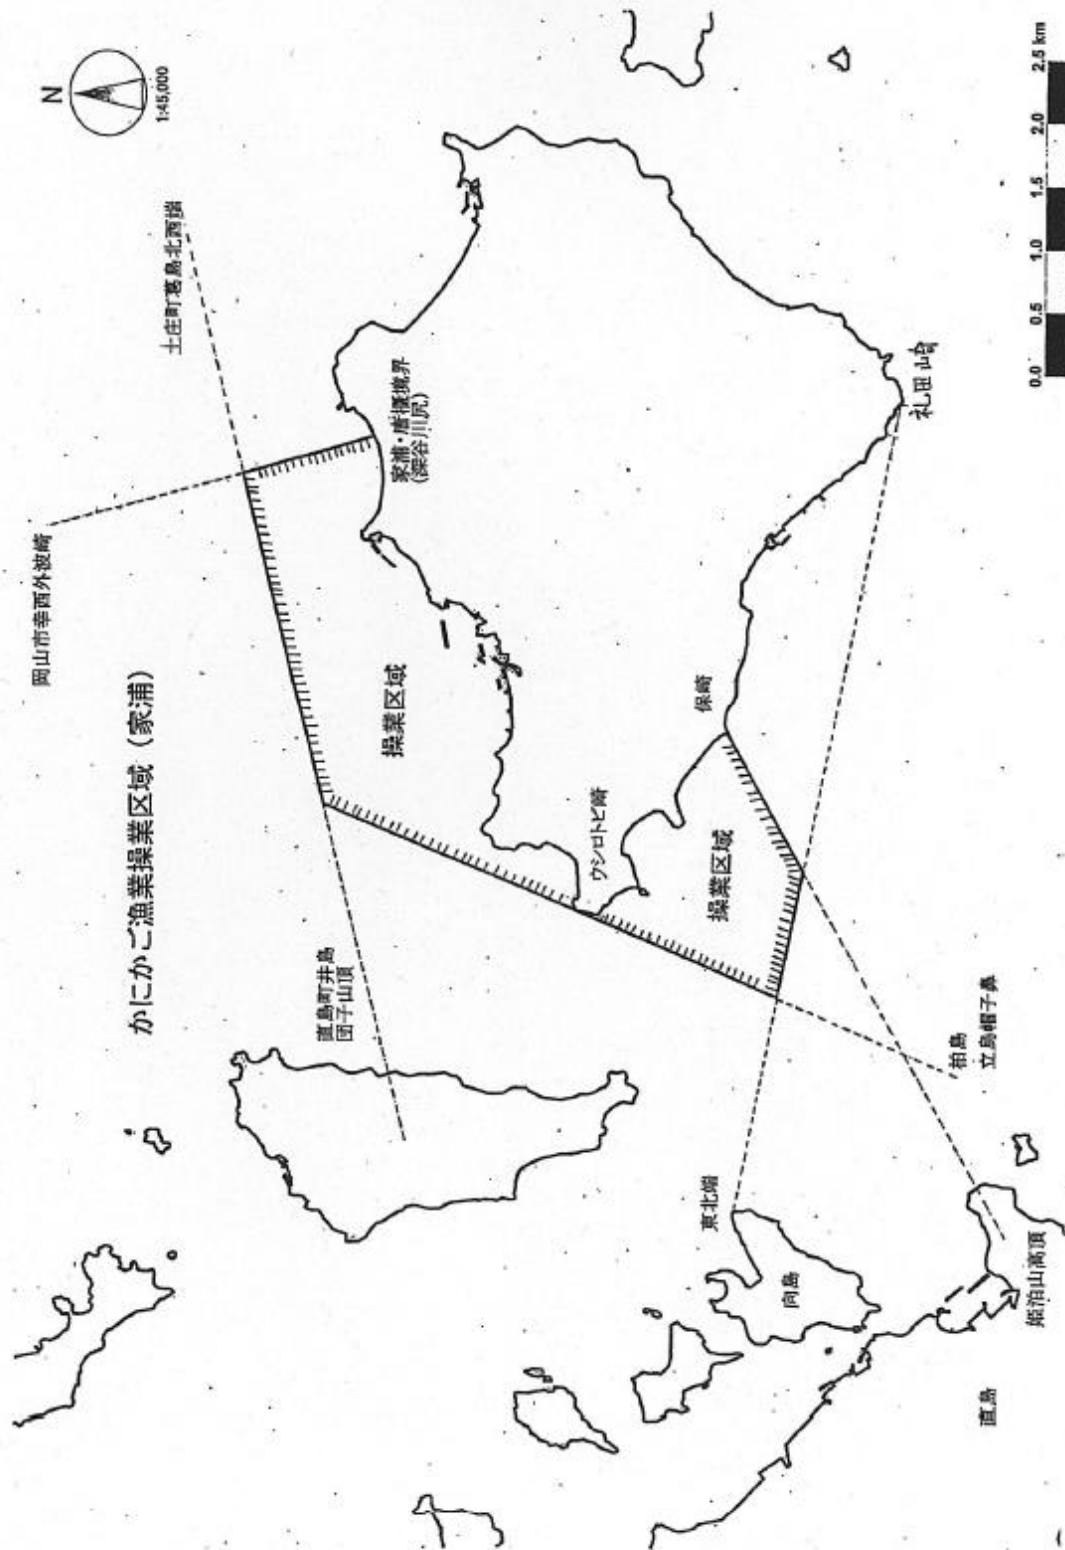 かにかご漁業操業区域(家浦)
N
1:45,000
岡山市幸西外波崎
土庄町葛島北西端
家浦・唐櫃境界
(深谷川尻)
操業区域
直島町井島
団子山頂
ウシロトビ崎
保崎
操業区域
礼田崎
東北端
向島
柏島
立烏帽子鼻
姫泊山高頂
直島
0.0 0.5 1.0 1.5 2.0 2.5 km